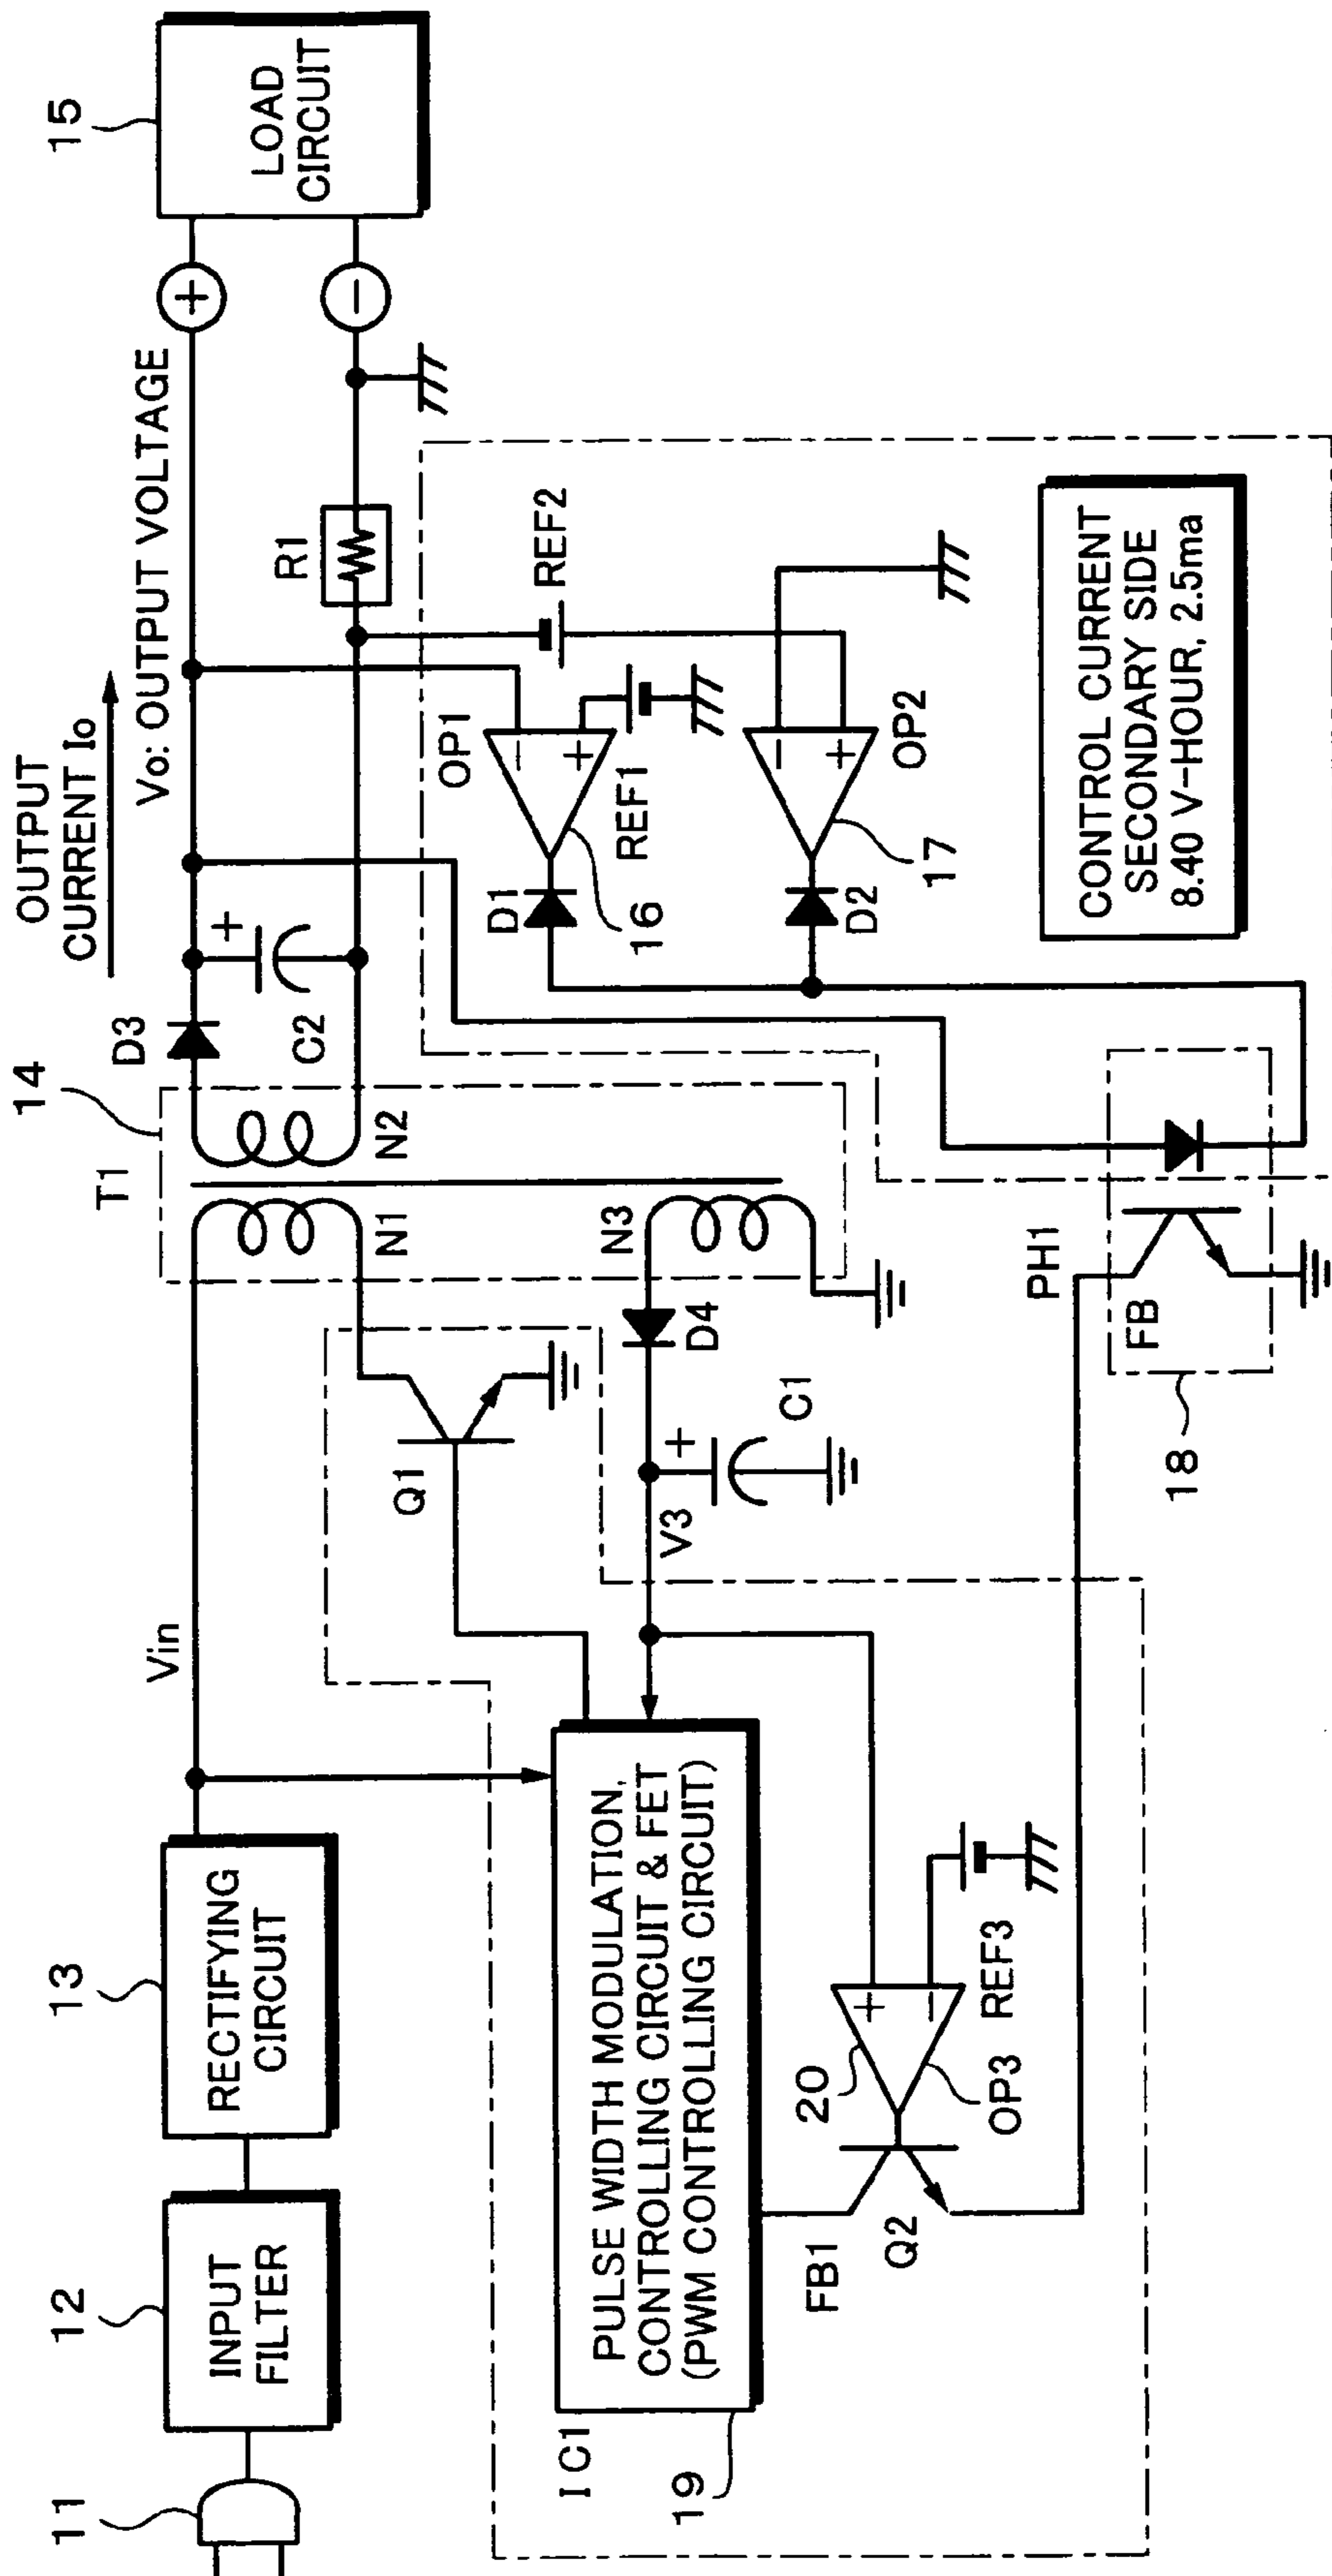 11
12
INPUT
FILTER
13
RECTIFYING
CIRCUIT
Vin
T1
14
N1
N2
N3
D3
C2
+
OUTPUT
CURRENT Io
Vo: OUTPUT VOLTAGE
R1
+
−
15
LOAD
CIRCUIT
Q1
D4
C1
+
V3
OP1
−
+
REF1
16
D1
REF2
OP2
−
+
17
D2
CONTROL CURRENT
SECONDARY SIDE
8.40 V-HOUR, 2.5ma
IC1
19
PULSE WIDTH MODULATION,
CONTROLLING CIRCUIT & FET
(PWM CONTROLLING CIRCUIT)
FB1
Q2
20
+
−
OP3
REF3
PH1
FB
18